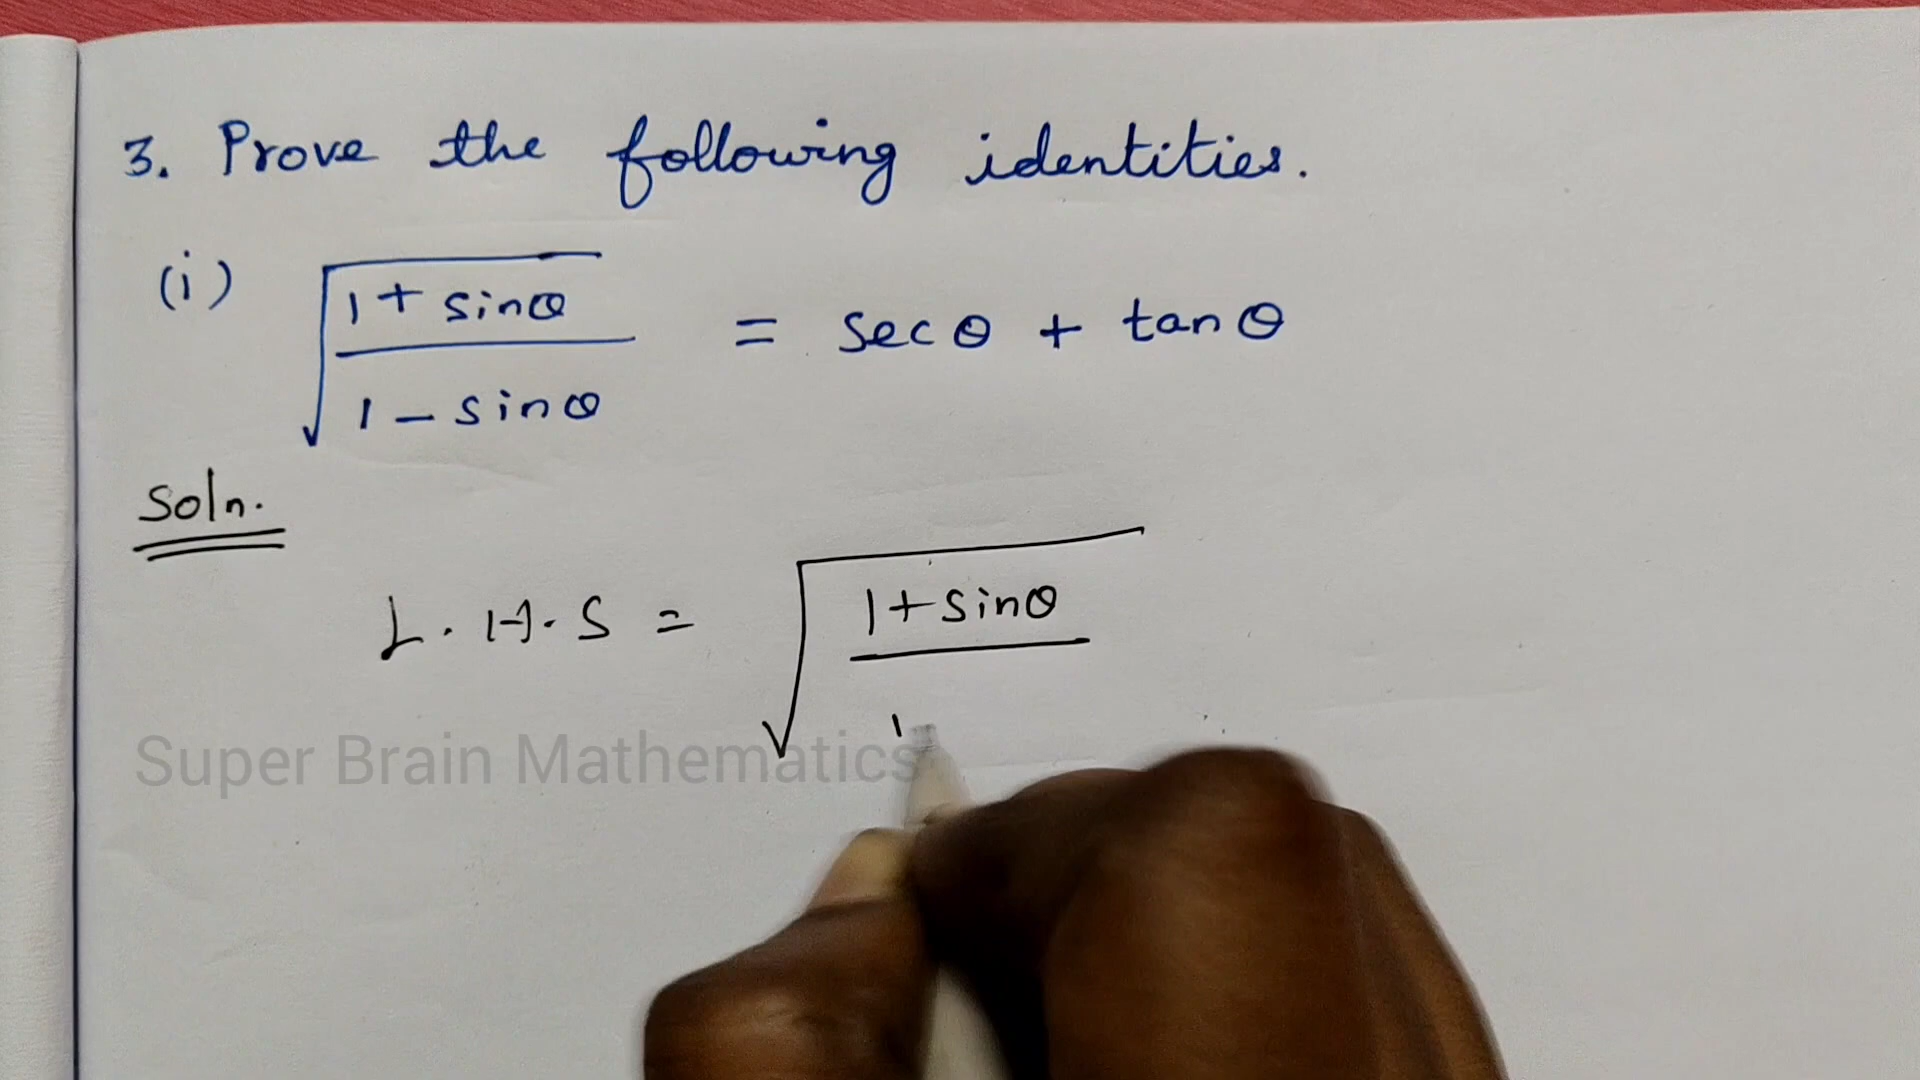 3. Prove the following identities.
(i) √(1 + sinθ / 1 - sinθ) = secθ + tanθ
Soln.
L.H.S = √(1 + sinθ / 1
Super Brain Mathematics